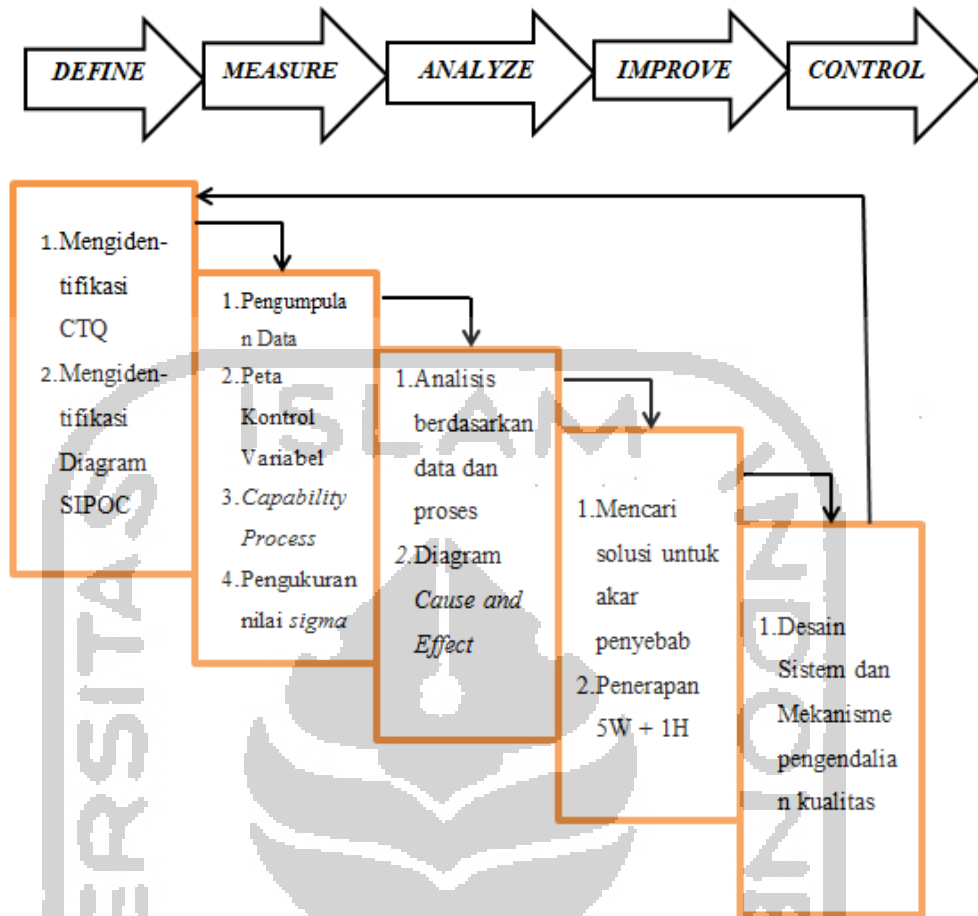 DEFINE
MEASURE
ANALYZE
IMPROVE
CONTROL
1.Mengiden-
tifikasi
CTQ
2.Mengiden-
tifikasi
Diagram
SIPOC
1.Pengumpula
n Data
2.Peta
Kontrol
Variabel
3.Capability
Process
4.Pengukuran
nilai sigma
1.Analisis
berdasarkan
data dan
proses
2.Diagram
Cause and
Effect
1.Mencari
solusi untuk
akar
penyebab
2.Penerapan
5W + 1H
1.Desain
Sistem dan
Mekanisme
pengendalia
n kualitas
ISLAM